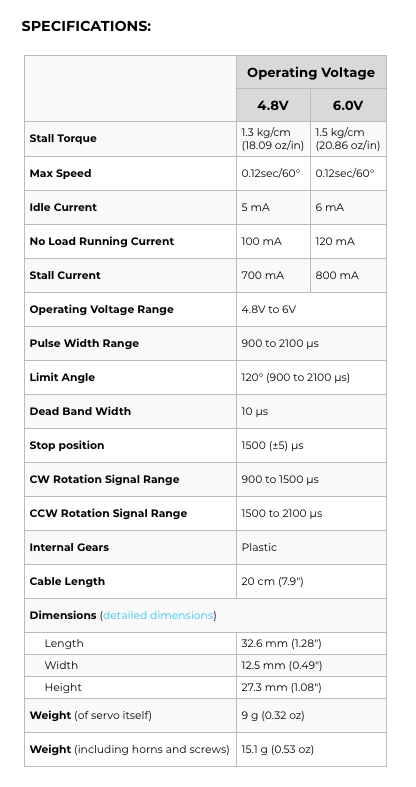 SPECIFICATIONS:
Operating Voltage
4.8V 6.0V
Stall Torque 1.3 kg/cm (18.09 oz/in) 1.5 kg/cm (20.86 oz/in)
Max Speed 0.12sec/60° 0.12sec/60°
Idle Current 5 mA 6 mA
No Load Running Current 100 mA 120 mA
Stall Current 700 mA 800 mA
Operating Voltage Range 4.8V to 6V
Pulse Width Range 900 to 2100 µs
Limit Angle 120° (900 to 2100 µs)
Dead Band Width 10 µs
Stop position 1500 (±5) µs
CW Rotation Signal Range 900 to 1500 µs
CCW Rotation Signal Range 1500 to 2100 µs
Internal Gears Plastic
Cable Length 20 cm (7.9")
Dimensions (detailed dimensions)
Length 32.6 mm (1.28")
Width 12.5 mm (0.49")
Height 27.3 mm (1.08")
Weight (of servo itself) 9 g (0.32 oz)
Weight (including horns and screws) 15.1 g (0.53 oz)